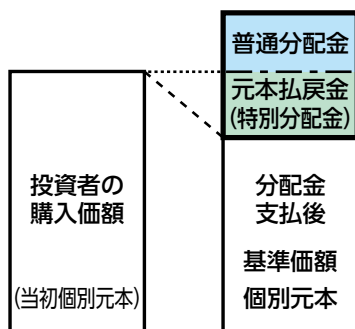 普通分配金
元本払戻金
(特別分配金)
投資者の
購入価額
(当初個別元本)
分配金
支払後
基準価額
個別元本